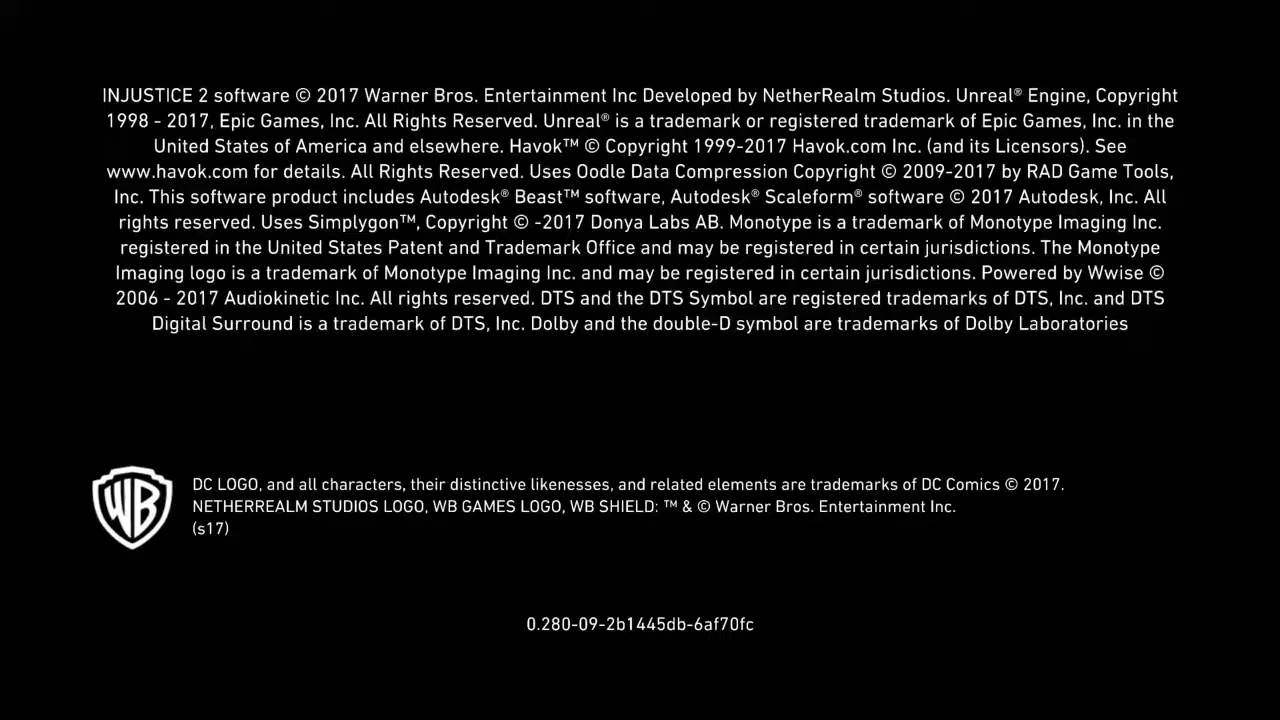 INJUSTICE 2 software © 2017 Warner Bros. Entertainment Inc Developed by NetherRealm Studios. Unreal® Engine, Copyright
1998 - 2017, Epic Games, Inc. All Rights Reserved. Unreal® is a trademark or registered trademark of Epic Games, Inc. in the
United States of America and elsewhere. Havok™ © Copyright 1999-2017 Havok.com Inc. (and its Licensors). See
www.havok.com for details. All Rights Reserved. Uses Oodle Data Compression Copyright © 2009-2017 by RAD Game Tools,
Inc. This software product includes Autodesk® Beast™ software, Autodesk® Scaleform® software © 2017 Autodesk, Inc. All
rights reserved. Uses Simplygon™, Copyright © -2017 Donya Labs AB. Monotype is a trademark of Monotype Imaging Inc.
registered in the United States Patent and Trademark Office and may be registered in certain jurisdictions. The Monotype
Imaging logo is a trademark of Monotype Imaging Inc. and may be registered in certain jurisdictions. Powered by Wwise ©
2006 - 2017 Audiokinetic Inc. All rights reserved. DTS and the DTS Symbol are registered trademarks of DTS, Inc. and DTS
Digital Surround is a trademark of DTS, Inc. Dolby and the double-D symbol are trademarks of Dolby Laboratories
WB
DC LOGO, and all characters, their distinctive likenesses, and related elements are trademarks of DC Comics © 2017.
NETHERREALM STUDIOS LOGO, WB GAMES LOGO, WB SHIELD: ™ & © Warner Bros. Entertainment Inc.
(s17)
0.280-09-2b1445db-6af70fc